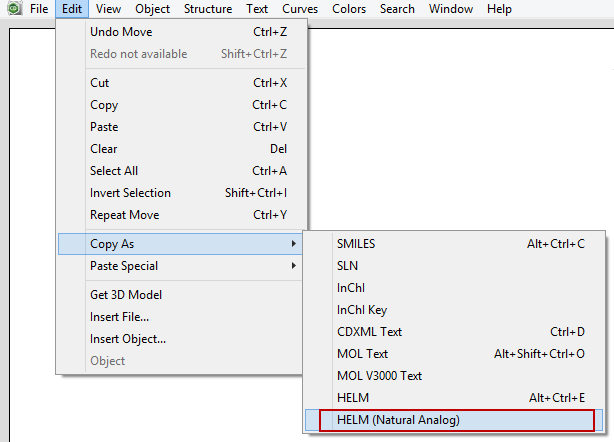 File Edit View Object Structure Text Curves Colors Search Window Help
Undo Move Ctrl+Z
Redo not available Shift+Ctrl+Z
Cut Ctrl+X
Copy Ctrl+C
Paste Ctrl+V
Clear Del
Select All Ctrl+A
Invert Selection Shift+Ctrl+I
Repeat Move Ctrl+Y
Copy As
Paste Special
Get 3D Model
Insert File...
Insert Object...
Object
SMILES Alt+Ctrl+C
SLN
InChI
InChI Key
CDXML Text Ctrl+D
MOL Text Alt+Shift+Ctrl+O
MOL V3000 Text
HELM Alt+Ctrl+E
HELM (Natural Analog)